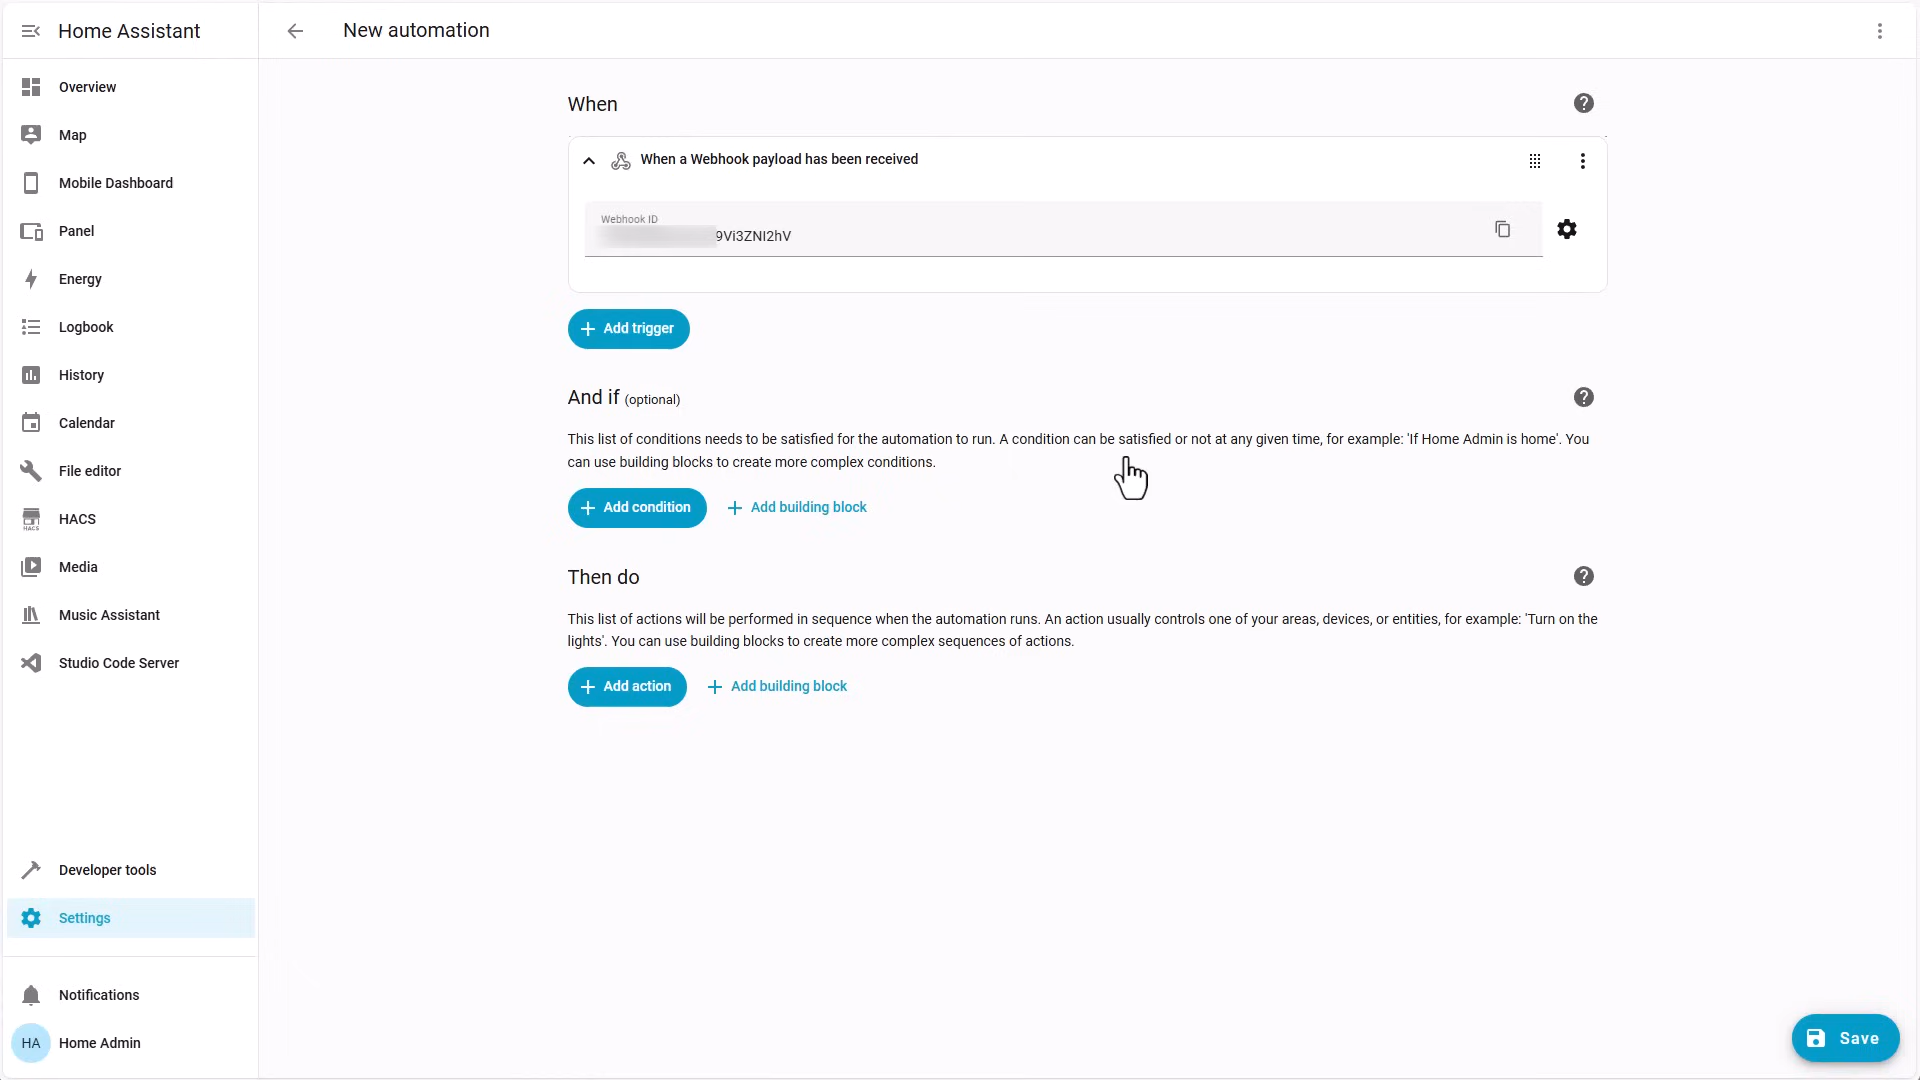 Home Assistant
New automation
Overview
Map
Mobile Dashboard
Panel
Energy
Logbook
History
Calendar
File editor
HACS
HACS
Media
Music Assistant
Studio Code Server
Developer tools
Settings
Notifications
HA
Home Admin
When
When a Webhook payload has been received
Webhook ID
9Vi3ZNI2hV
Add trigger
And if (optional)
This list of conditions needs to be satisfied for the automation to run. A condition can be satisfied or not at any given time, for example: 'If Home Admin is home'. You
can use building blocks to create more complex conditions.
Add condition
Add building block
Then do
This list of actions will be performed in sequence when the automation runs. An action usually controls one of your areas, devices, or entities, for example: 'Turn on the
lights'. You can use building blocks to create more complex sequences of actions.
Add action
Add building block
Save